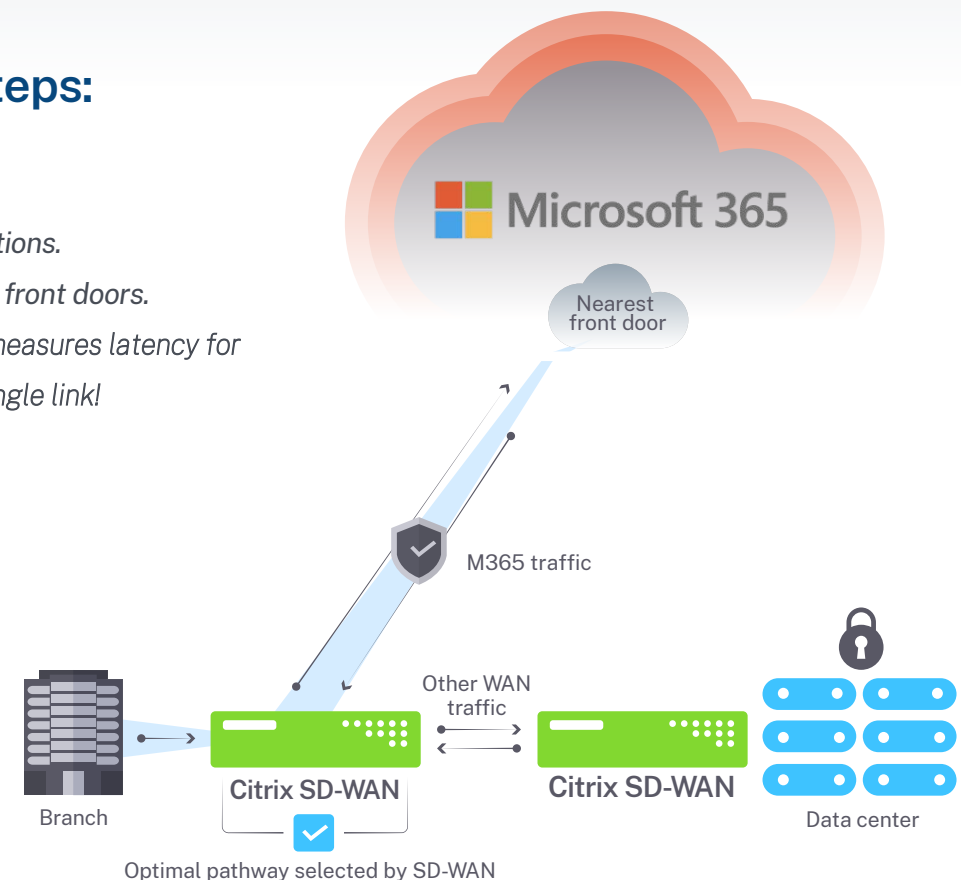 teps:
tions.
front doors.
neasures latency for
ngle link!
Microsoft 365
Nearest
front door
M365 traffic
Other WAN
traffic
Citrix SD-WAN
Citrix SD-WAN
Branch
Data center
Optimal pathway selected by SD-WAN